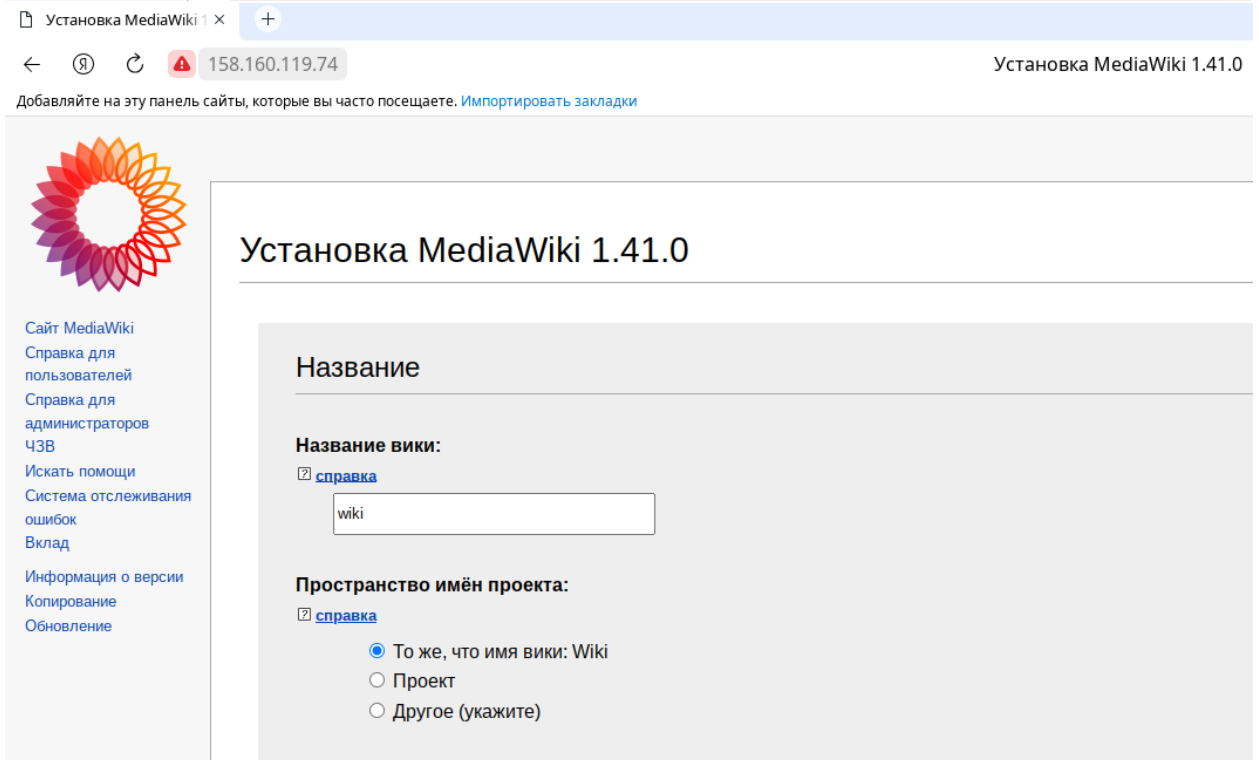 Установка MediaWiki 1
158.160.119.74
Установка MediaWiki 1.41.0
Добавляйте на эту панель сайты, которые вы часто посещаете. Импортировать закладки
Установка MediaWiki 1.41.0
Сайт MediaWiki
Справка для
пользователей
Справка для
администраторов
ЧЗВ
Искать помощи
Система отслеживания
ошибок
Вклад
Информация о версии
Копирование
Обновление
Название
Название вики:
справка
wiki
Пространство имён проекта:
справка
То же, что имя вики: Wiki
Проект
Другое (укажите)